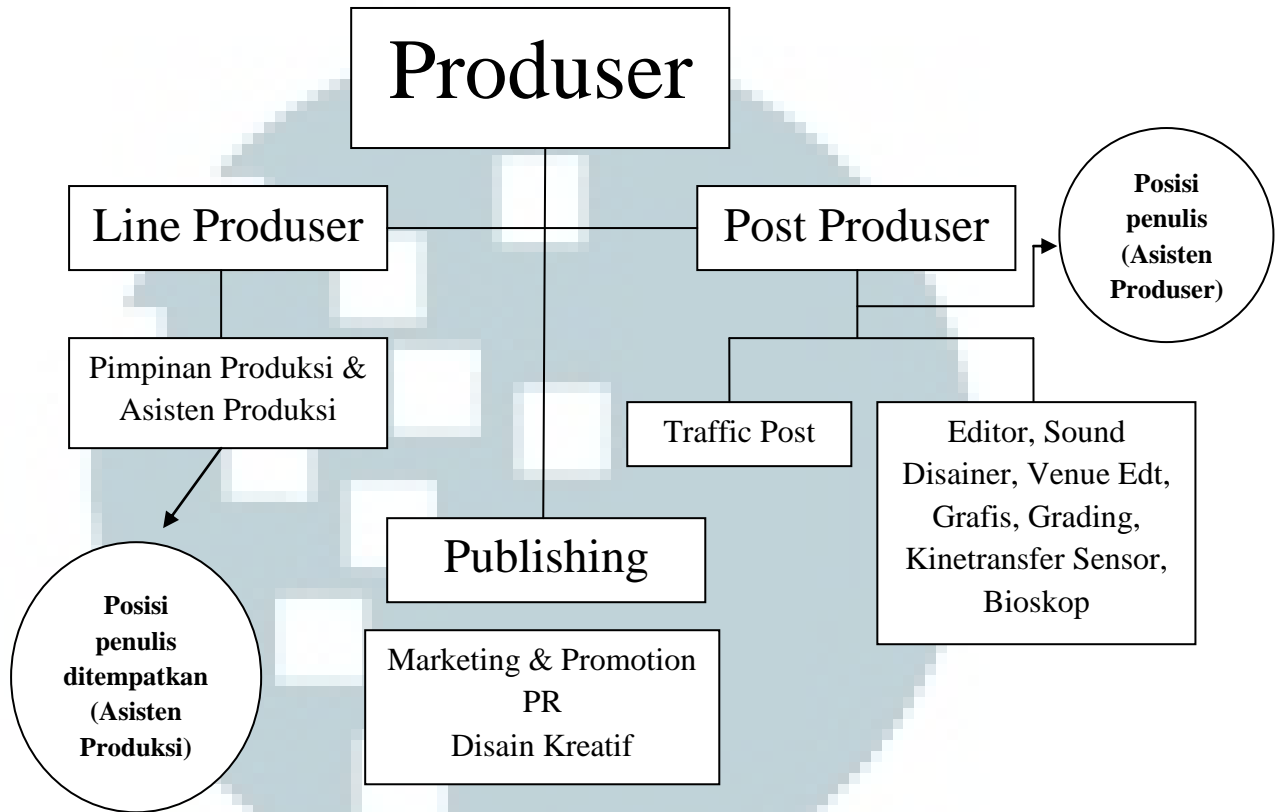 Produser
Line Produser
Post Produser
Posisi
penulis
(Asisten
Produser)
Pimpinan Produksi &
Asisten Produksi
Traffic Post
Editor, Sound
Disainer, Venue Edt,
Grafis, Grading,
Kinetransfer Sensor,
Bioskop
Publishing
Posisi
penulis
ditempatkan
(Asisten
Produksi)
Marketing & Promotion
PR
Disain Kreatif